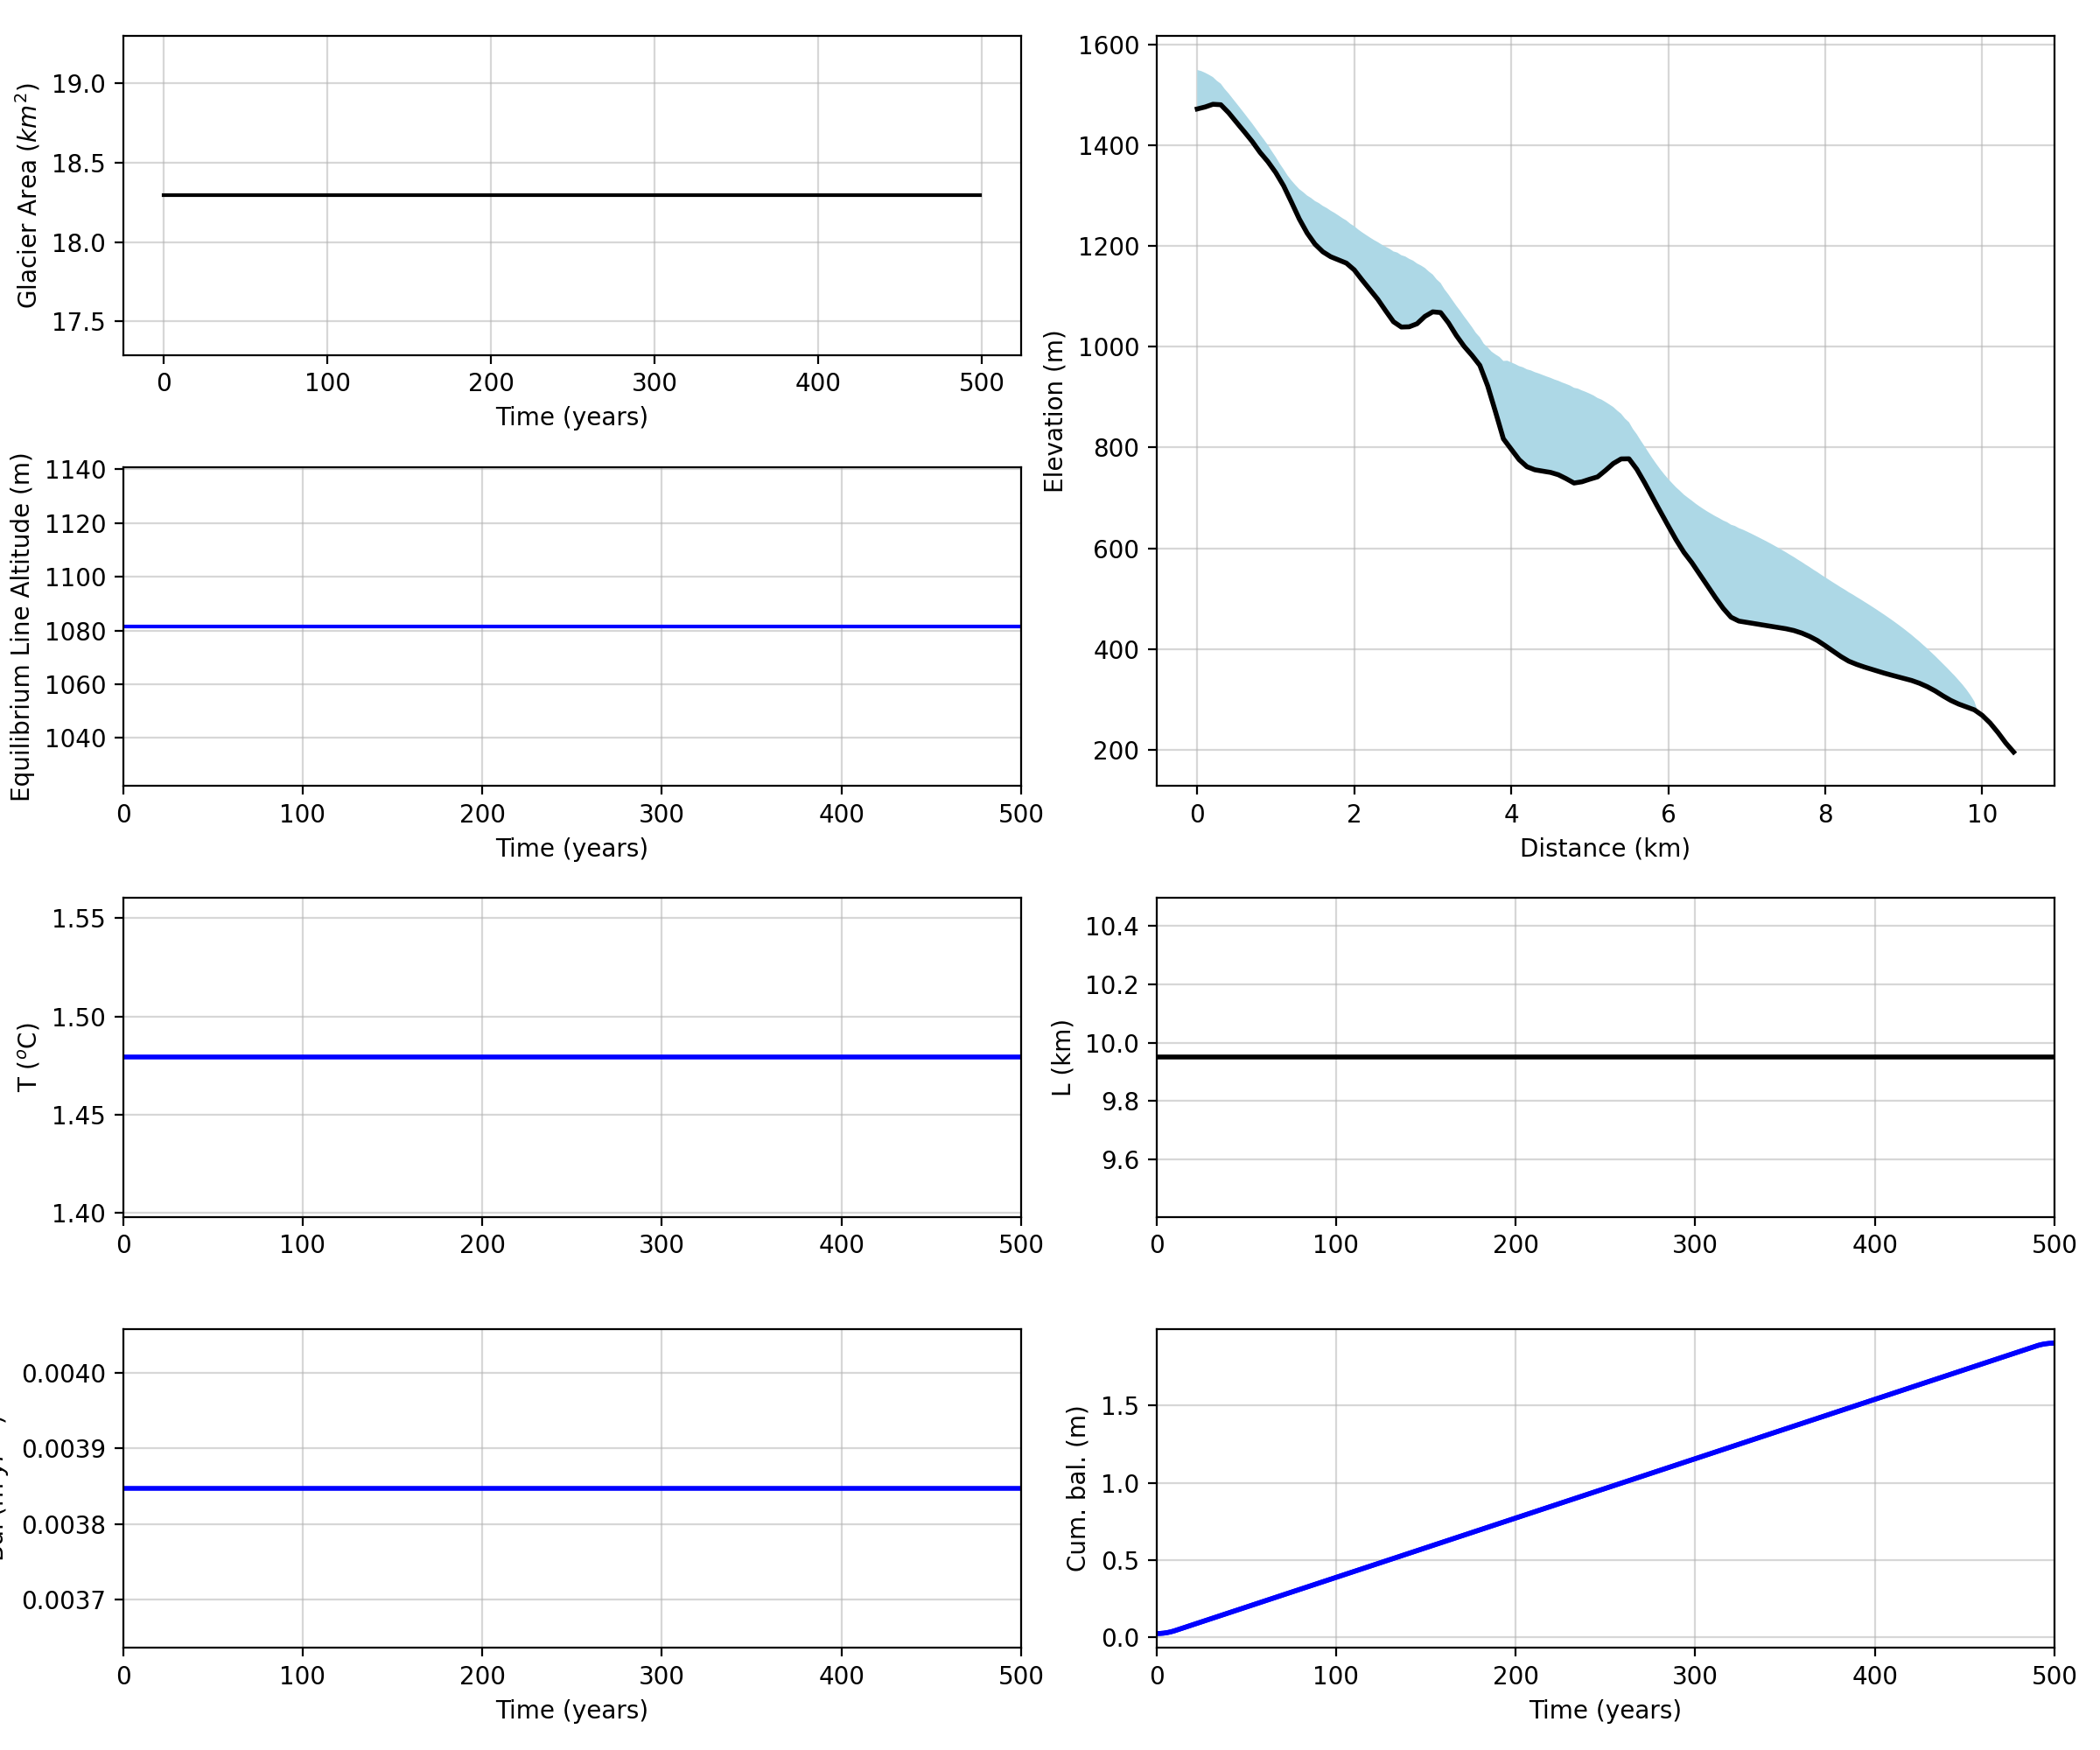 19.0
18.5
18.0
17.5
Glacier Area (km²)
0 100 200 300 400 500
Time (years)
1600
1400
1200
1000
800
600
400
200
Elevation (m)
0 2 4 6 8 10
Distance (km)
1140
1120
1100
1080
1060
1040
Equilibrium Line Altitude (m)
0 100 200 300 400 500
Time (years)
1.55
1.50
1.45
1.40
T (°C)
0 100 200 300 400 500
10.4
10.2
10.0
9.8
9.6
L (km)
0 100 200 300 400 500
0.0040
0.0039
0.0038
0.0037
0 100 200 300 400 500
Time (years)
1.5
1.0
0.5
0.0
Cum. bal. (m)
0 100 200 300 400 500
Time (years)